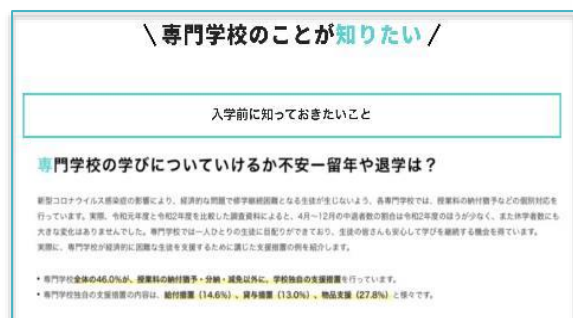 \ 専門学校のことが知りたい /
入学前に知っておきたいこと
専門学校の学びについていけるか不安ー留年や退学は？
新型コロナウイルス感染症の影響により、経済的な問題で修学継続困難となる生徒が生じないよう、各専門学校では、授業料の納付猶予などの個別対応を
行っています。実際、令和元年度と令和2年度を比較した調査資料によると、4月〜12月の中退者数の割合は令和2年度のほうが少なく、また休学者数にも
大きな変化はありませんでした。専門学校では一人ひとりの生徒に目配りができており、生徒の皆さんも安心して学びを継続する機会を得ています。
実際に、専門学校が経済的に困難な生徒を支援するために講じた支援措置の例を紹介します。
• 専門学校全体の46.0%が、授業料の納付猶予・分納・減免以外に、学校独自の支援措置を行っています。
• 専門学校独自の支援措置の内容は、給付措置（14.6%）、貸与措置（13.0%）、物品支援（27.8%）と様々です。